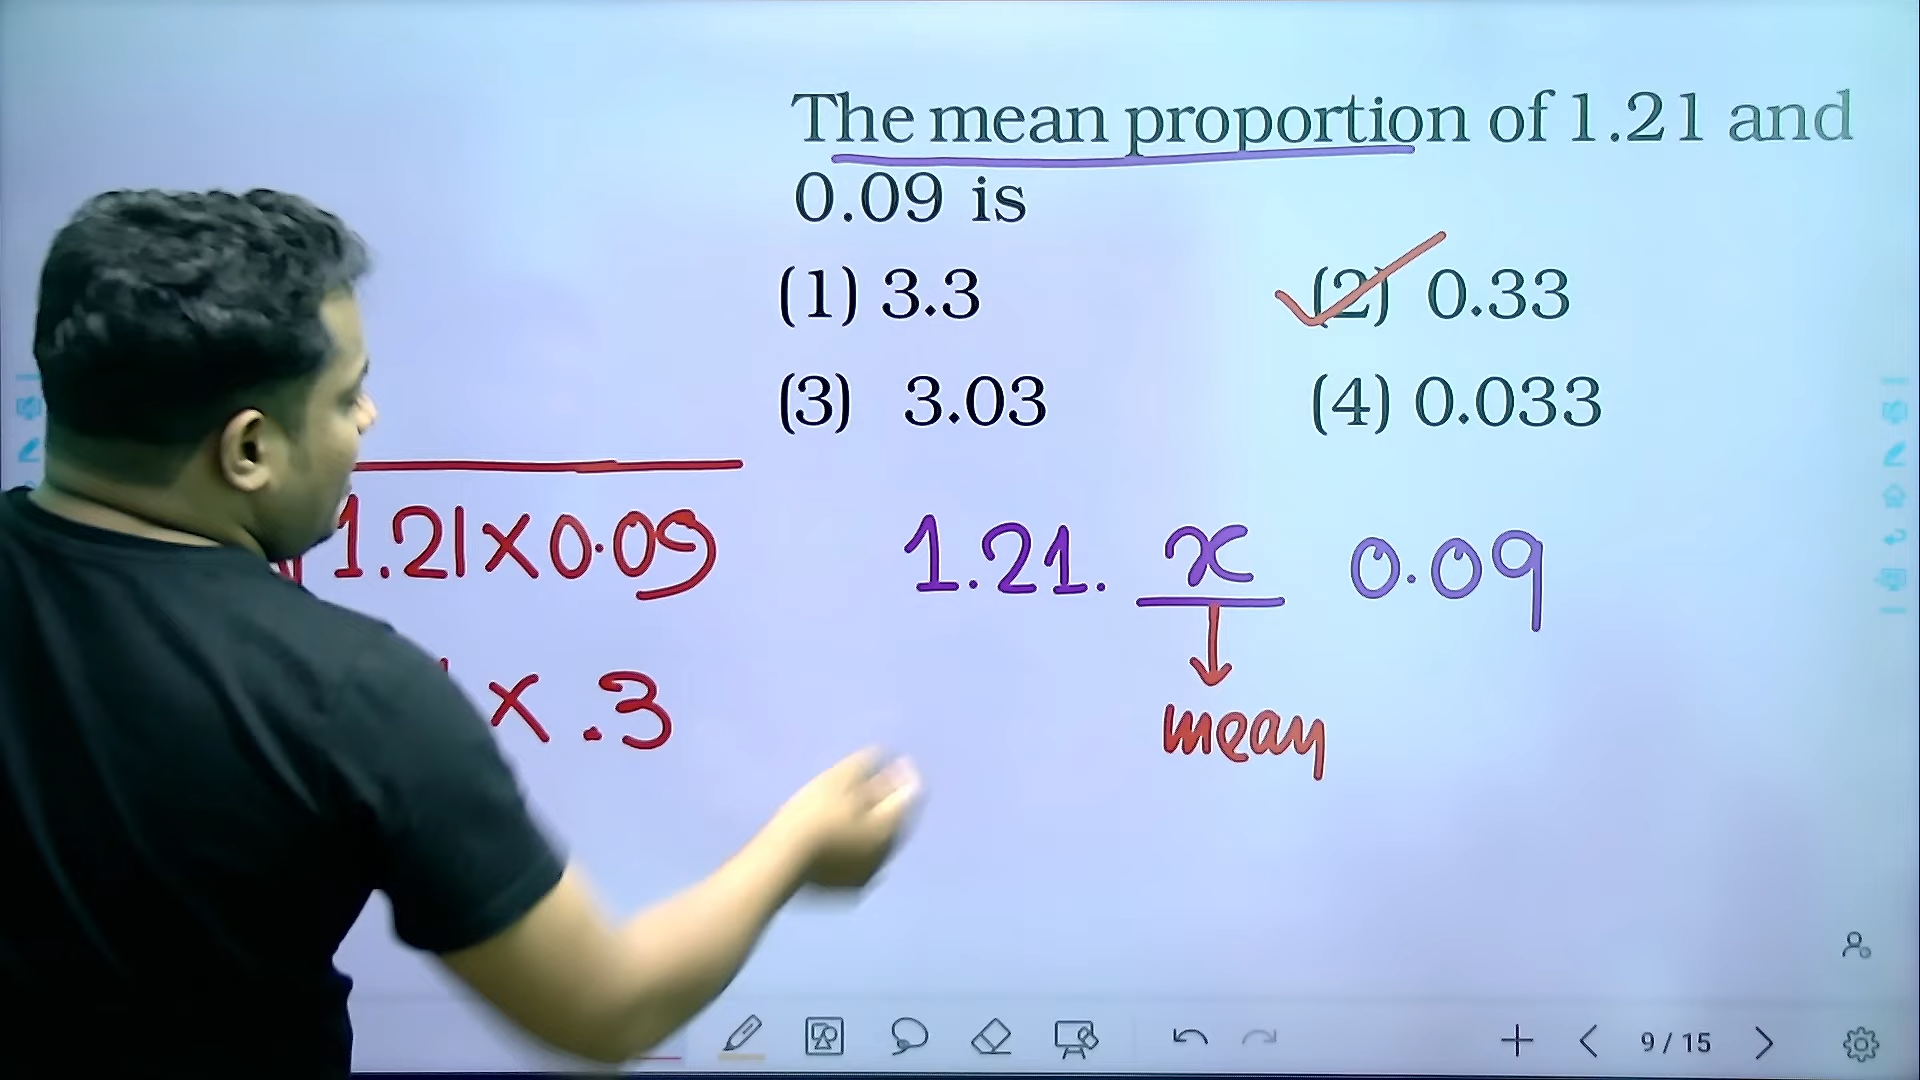 The mean proportion of 1.21 and
0.09 is
(1) 3.3
(2) 0.33
(3) 3.03
(4) 0.033
1.21×0.09
× .3
1.21. x 0.09
mean
9 / 15